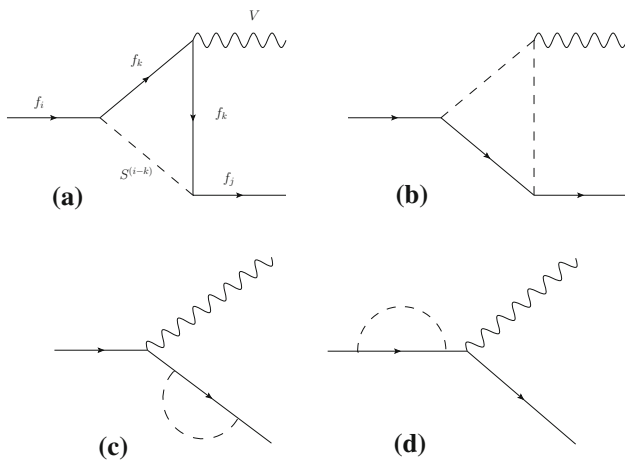 V
f_k
f_i
f_k
S^{(i-k)}
f_j
(a)
(b)
(c)
(d)